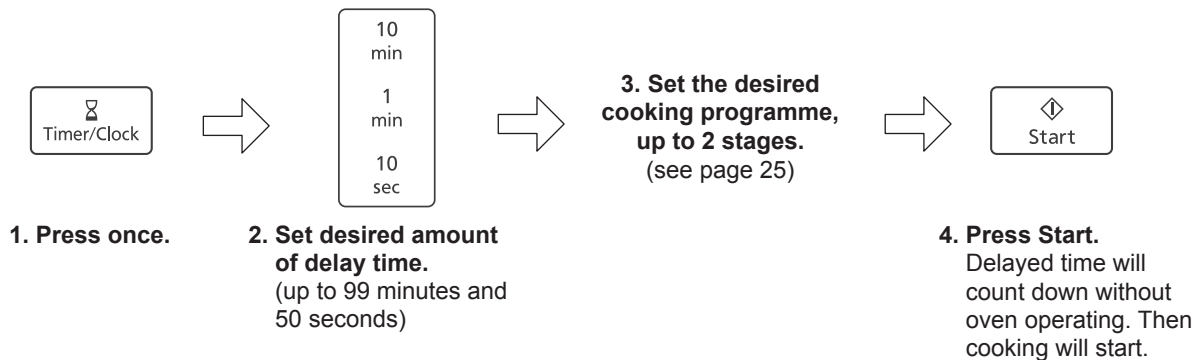 Timer/Clock
10
min
1
min
10
sec
3. Set the desired
cooking programme,
up to 2 stages.
(see page 25)
Start
1. Press once.
2. Set desired amount
of delay time.
(up to 99 minutes and
50 seconds)
4. Press Start.
Delayed time will
count down without
oven operating. Then
cooking will start.